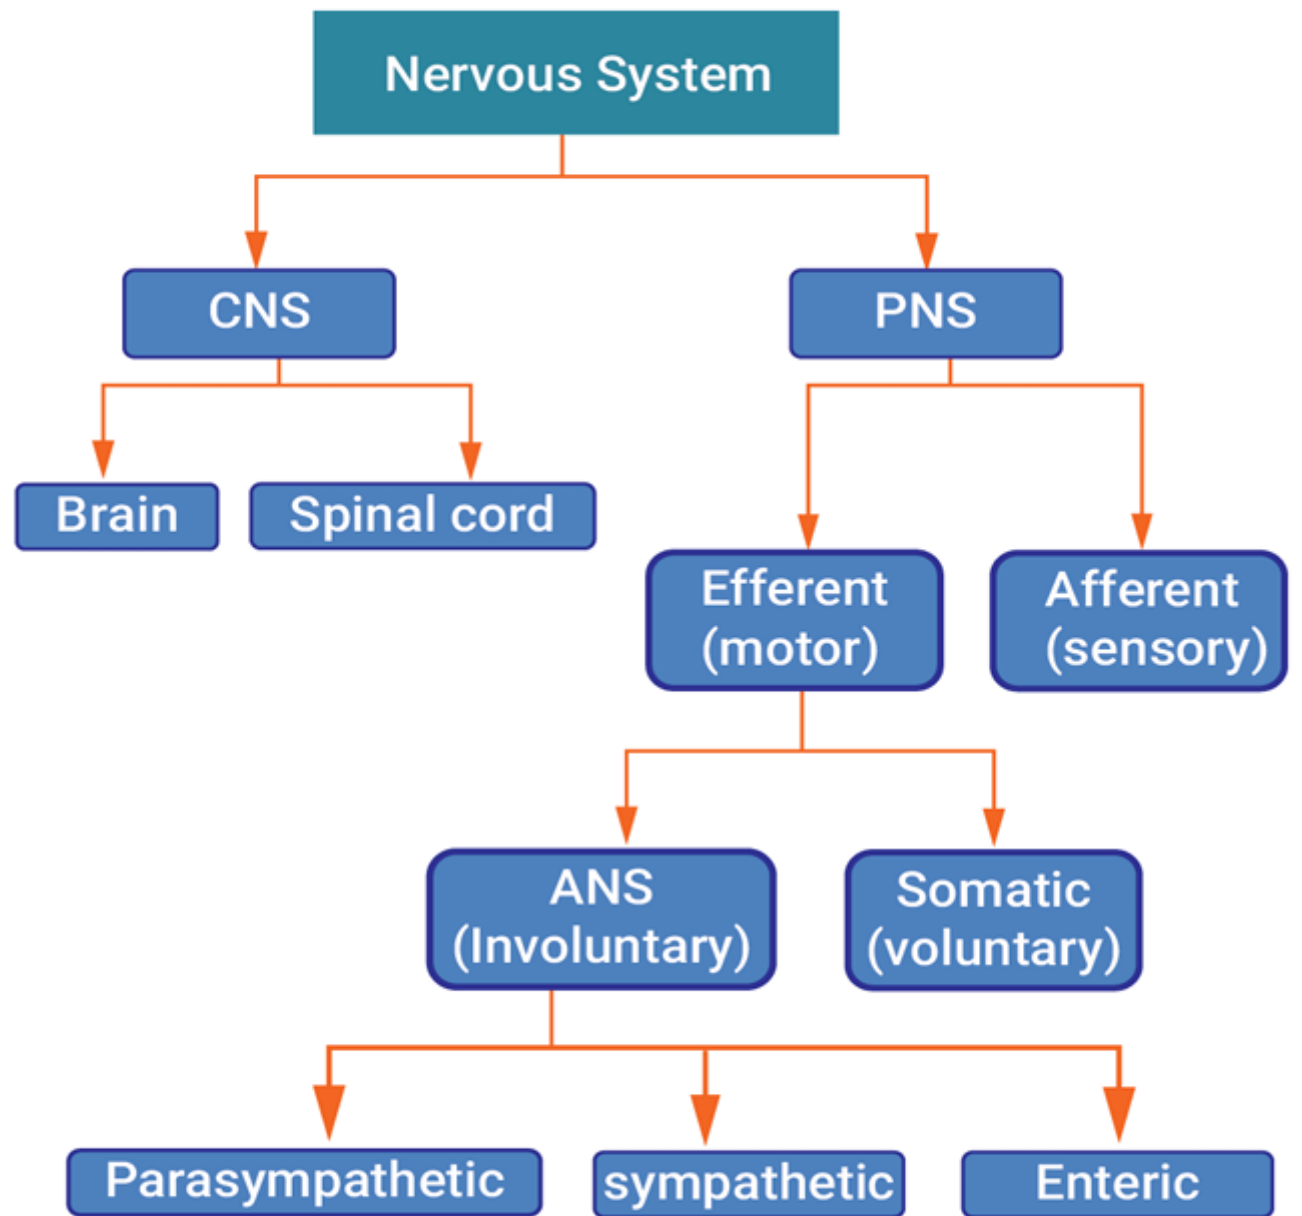 Nervous System
CNS
PNS
Brain
Spinal cord
Efferent
(motor)
Afferent
(sensory)
ANS
(Involuntary)
Somatic
(voluntary)
Parasympathetic
sympathetic
Enteric